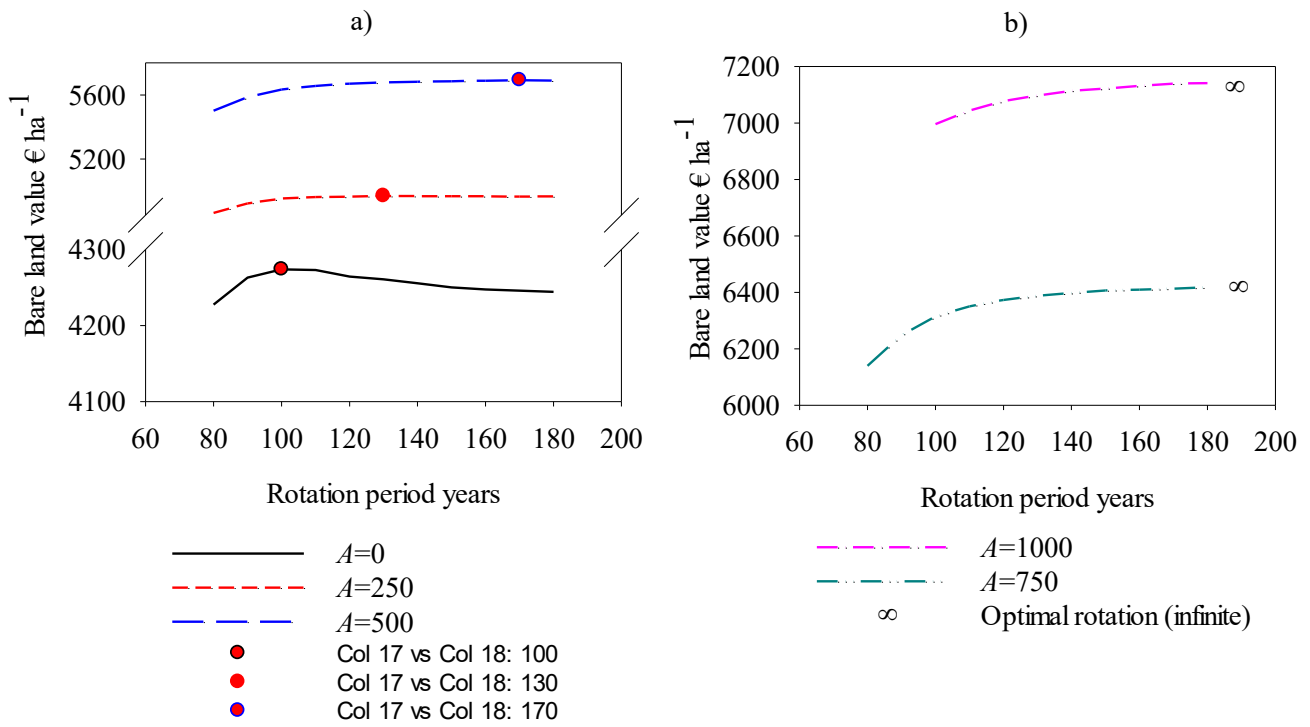 a)
Bare land value € ha⁻¹
5600
5200
4300
4200
4100
60 80 100 120 140 160 180 200
Rotation period years
A=0
A=250
A=500
Col 17 vs Col 18: 100
Col 17 vs Col 18: 130
Col 17 vs Col 18: 170
b)
Bare land value € ha⁻¹
7200
7000
6800
6600
6400
6200
6000
∞
∞
60 80 100 120 140 160 180 200
Rotation period years
A=1000
A=750
∞ Optimal rotation (infinite)